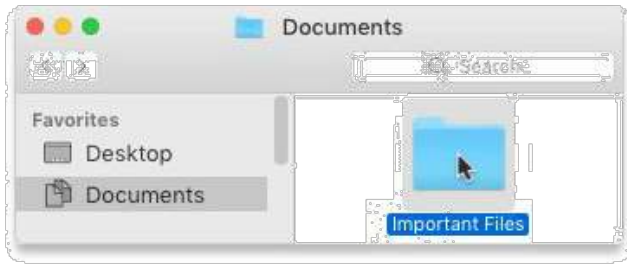 Documents
Favorites
Desktop
Documents
Important Files